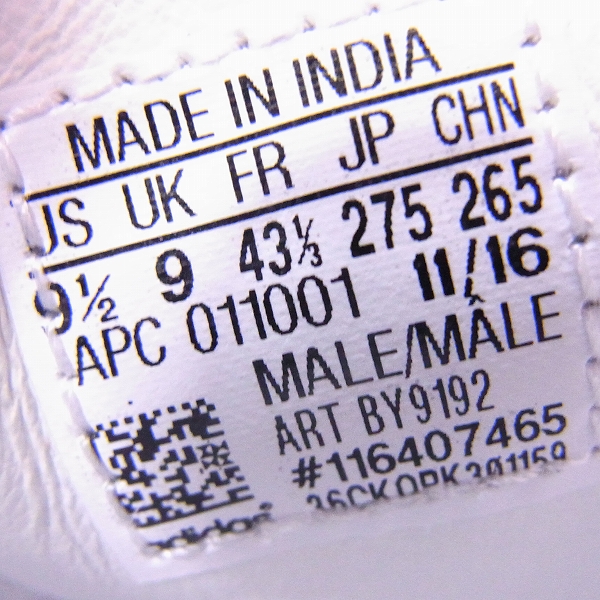 MADE IN INDIA
US UK FR JP CHN
9½ 9 43⅓ 275 265
APC 011001 11/16
MALE/MÂLE
ART BY9192
#116407465
adidas